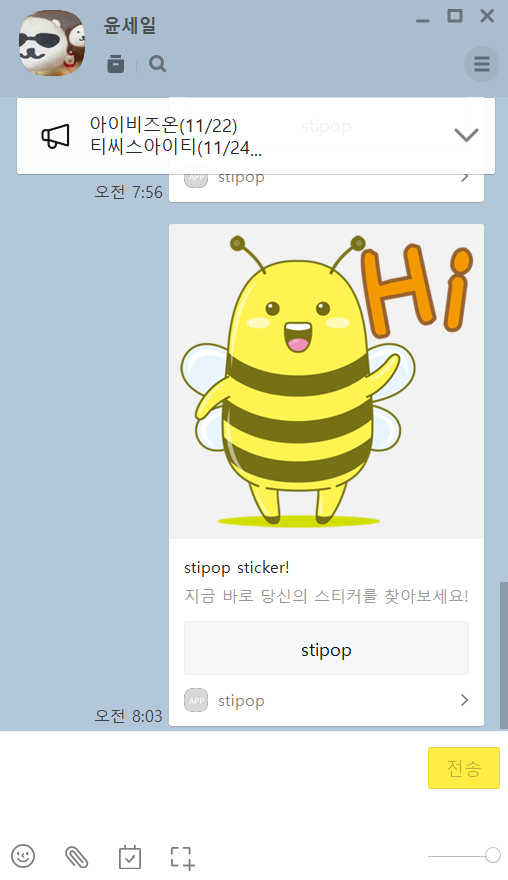 윤세일
아이비즈온(11/22)
티씨스아이티(11/24...
stipop
APP stipop
오전 7:56
Hi
stipop sticker!
지금 바로 당신의 스티커를 찾아보세요!
stipop
APP stipop
오전 8:03
전송